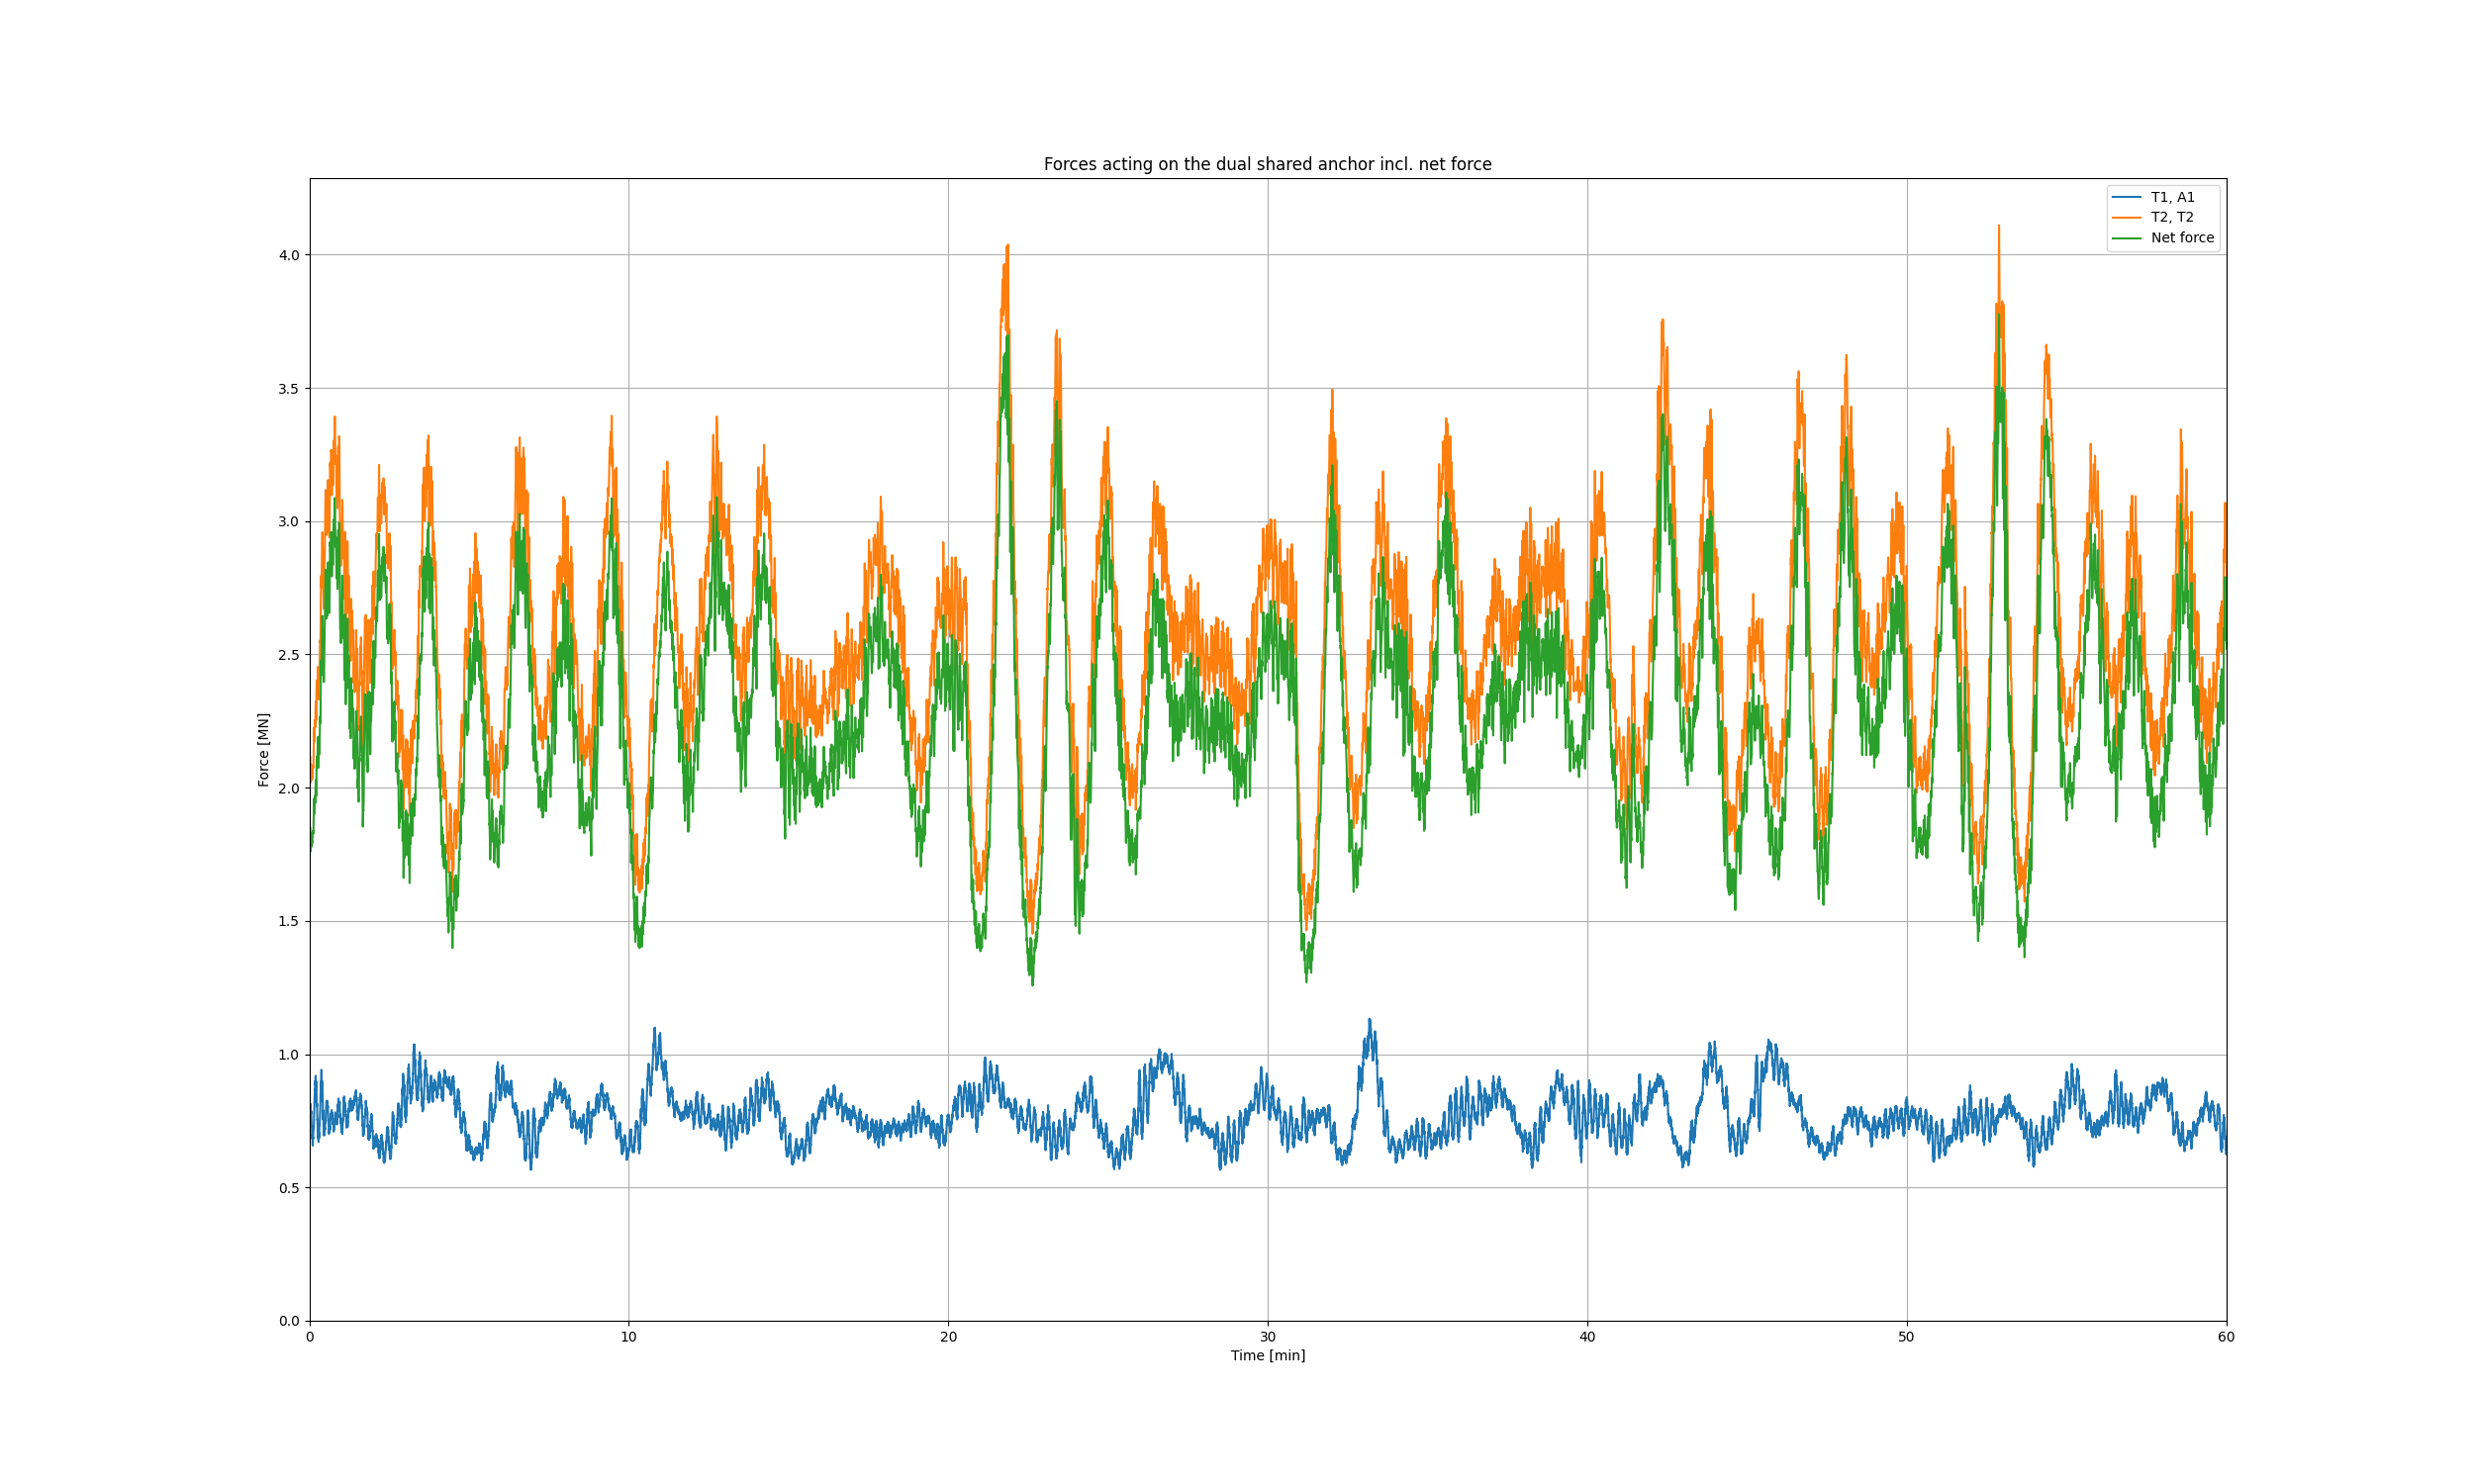 Forces acting on the dual shared anchor incl. net force
T1, A1
T2, T2
Net force
4.0
3.5
3.0
2.5
2.0
1.5
1.0
0.5
0.0
Force [MN]
0 10 20 30 40 50 60
Time [min]